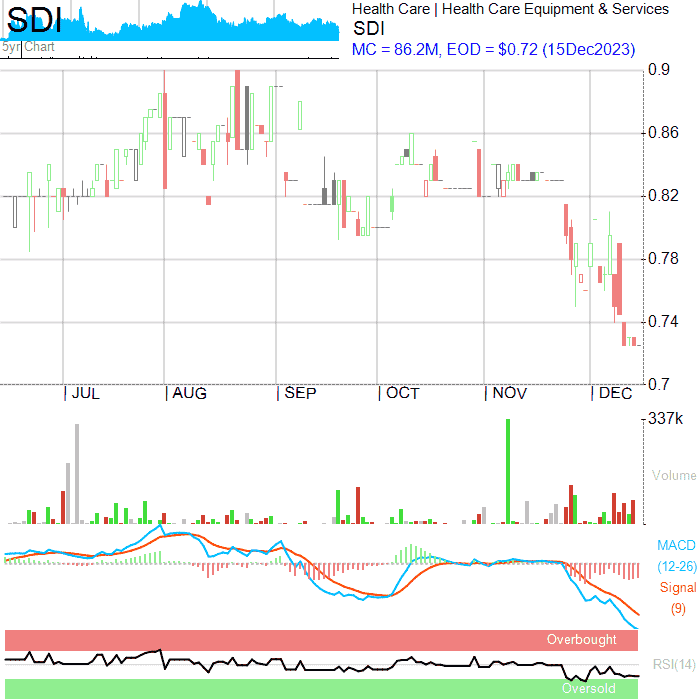 SDI
5yr Chart
Health Care | Health Care Equipment & Services
SDI
MC = 86.2M, EOD = $0.72 (15Dec2023)
0.9
0.86
0.82
0.78
0.74
0.7
| JUL | AUG | SEP | OCT | NOV | DEC
337k
Volume
MACD
(12-26)
Signal
(9)
Overbought
RSI(14)
Oversold